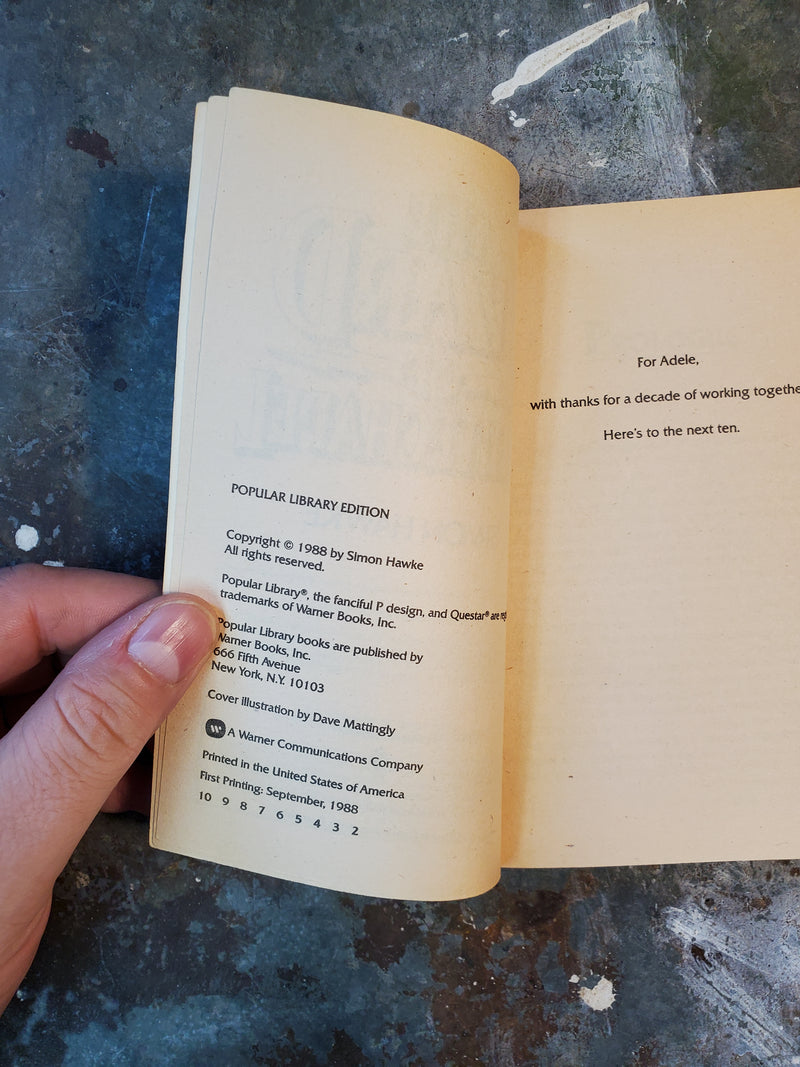 POPULAR LIBRARY EDITION
Copyright © 1988 by Simon Hawke
All rights reserved.
Popular Library®, the fanciful P design, and Questar® are
trademarks of Warner Books, Inc.
Popular Library books are published by
Warner Books, Inc.
666 Fifth Avenue
New York, N.Y. 10103
Cover illustration by Dave Mattingly
A Warner Communications Company
Printed in the United States of America
First Printing: September, 1988
10 9 8 7 6 5 4 3 2
For Adele,
with thanks for a decade of working togethe
Here's to the next ten.